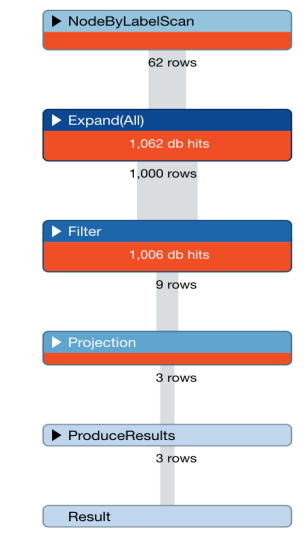 NodeByLabelScan
62 rows
Expand(All)
1,062 db hits
1,000 rows
Filter
1,006 db hits
9 rows
Projection
3 rows
ProduceResults
3 rows
Result